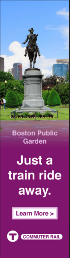 Boston Public
Garden
Just a
train ride
away.
Learn More >
T COMMUTER RAIL